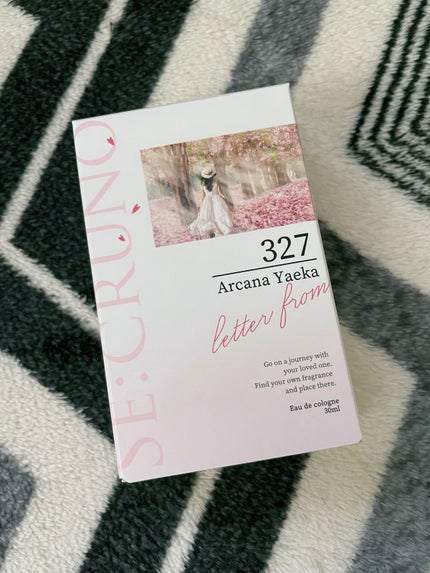 SE:CRUNO
327
Arcana Yaeka
letter from
Go on a journey with
your loved one.
Find your own fragrance
and place there.
Eau de cologne
30ml